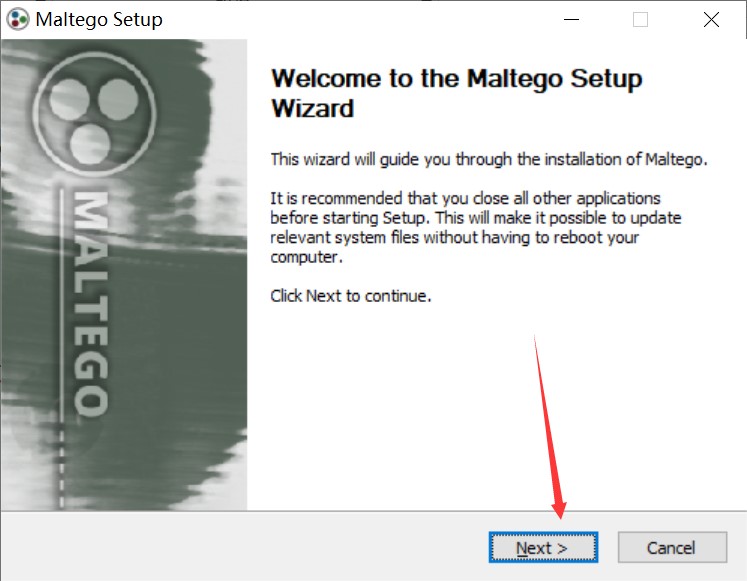 Maltego Setup
MALTEGO
Welcome to the Maltego Setup
Wizard
This wizard will guide you through the installation of Maltego.
It is recommended that you close all other applications
before starting Setup. This will make it possible to update
relevant system files without having to reboot your
computer.
Click Next to continue.
Next >
Cancel